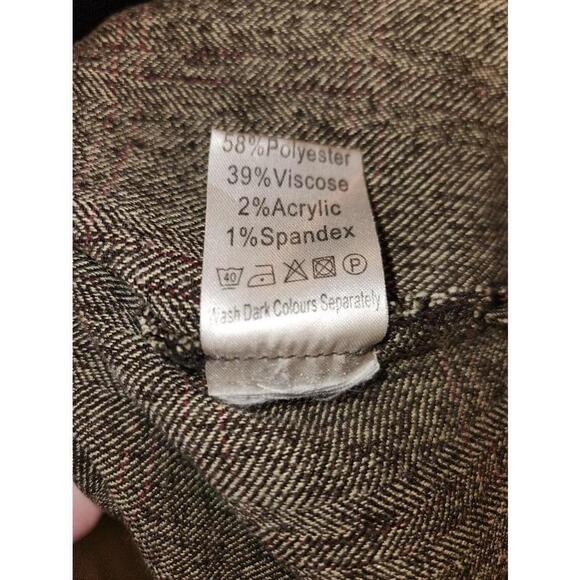 58%Polyester
39%Viscose
2%Acrylic
1%Spandex
40 P
Wash Dark Colours Separately